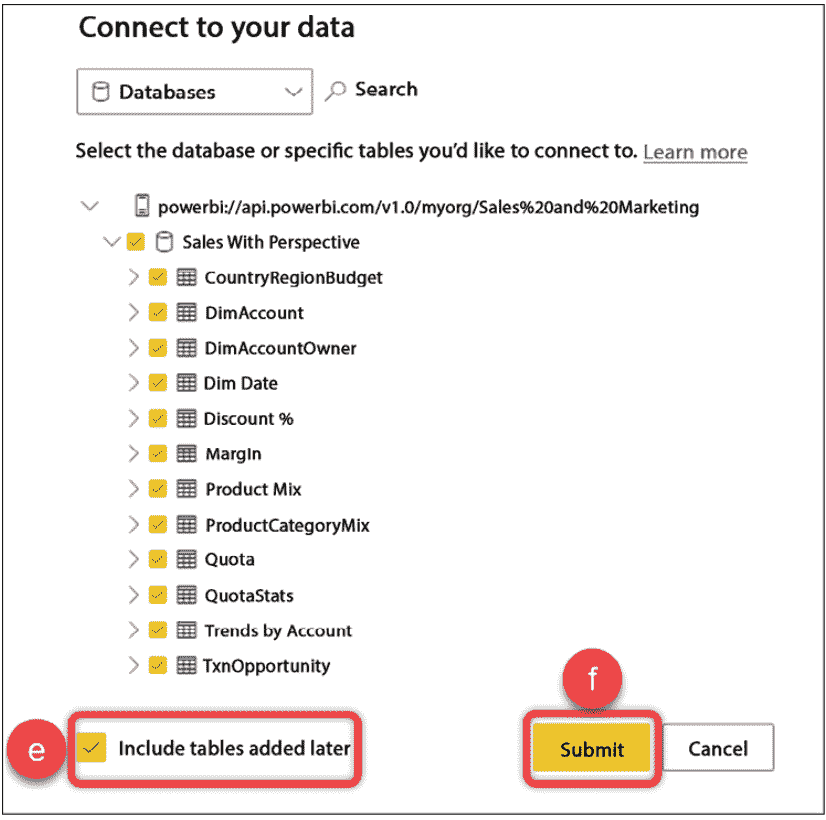 Connect to your data
Databases
Search
Select the database or specific tables you'd like to connect to. Learn more
powerbi://api.powerbi.com/v1.0/myorg/Sales%20and%20Marketing
Sales With Perspective
CountryRegionBudget
DimAccount
DimAccountOwner
Dim Date
Discount %
Margin
Product Mix
ProductCategoryMix
Quota
QuotaStats
Trends by Account
TxnOpportunity
f
e
Include tables added later
Submit
Cancel